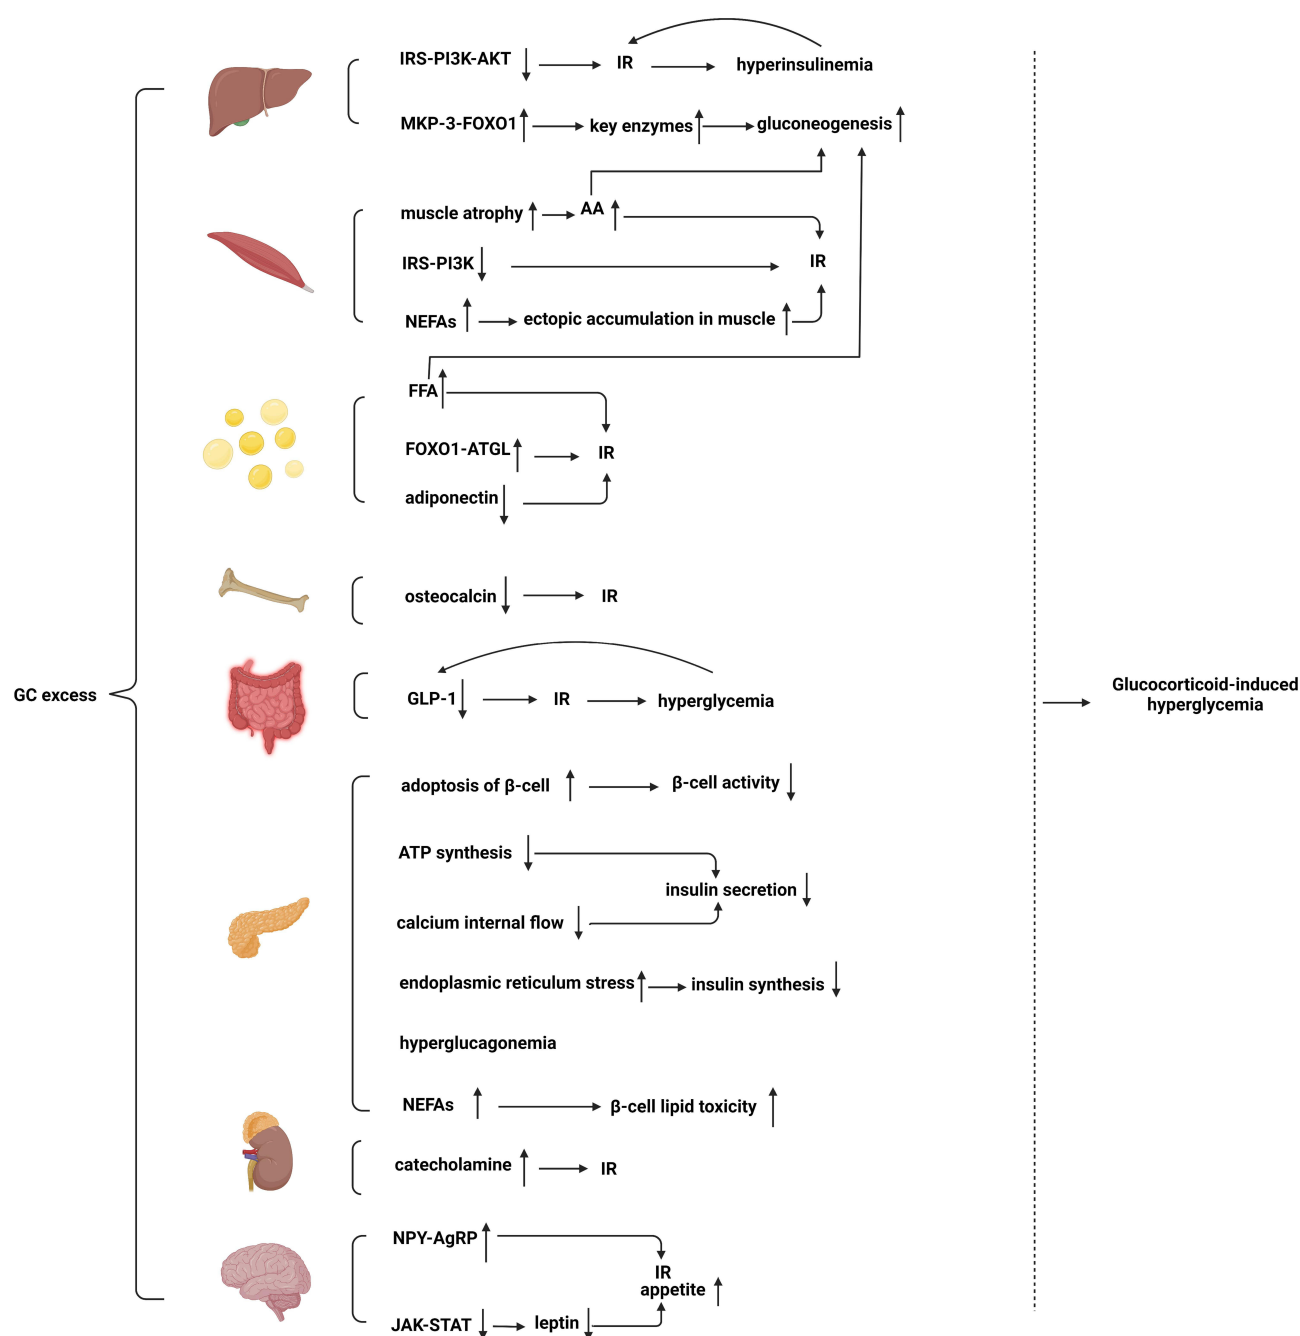 IRS-PI3K-AKT
IR
hyperinsulinemia
MKP-3-FOXO1
key enzymes
gluconeogenesis
muscle atrophy
AA
IRS-PI3K
IR
NEFAs
ectopic accumulation in muscle
FFA
FOXO1-ATGL
IR
adiponectin
osteocalcin
IR
GC excess
GLP-1
IR
hyperglycemia
Glucocorticoid-induced
hyperglycemia
adoptosis of β-cell
β-cell activity
ATP synthesis
insulin secretion
calcium internal flow
endoplasmic reticulum stress
insulin synthesis
hyperglucagonemia
NEFAs
β-cell lipid toxicity
catecholamine
IR
NPY-AgRP
IR
appetite
JAK-STAT
leptin